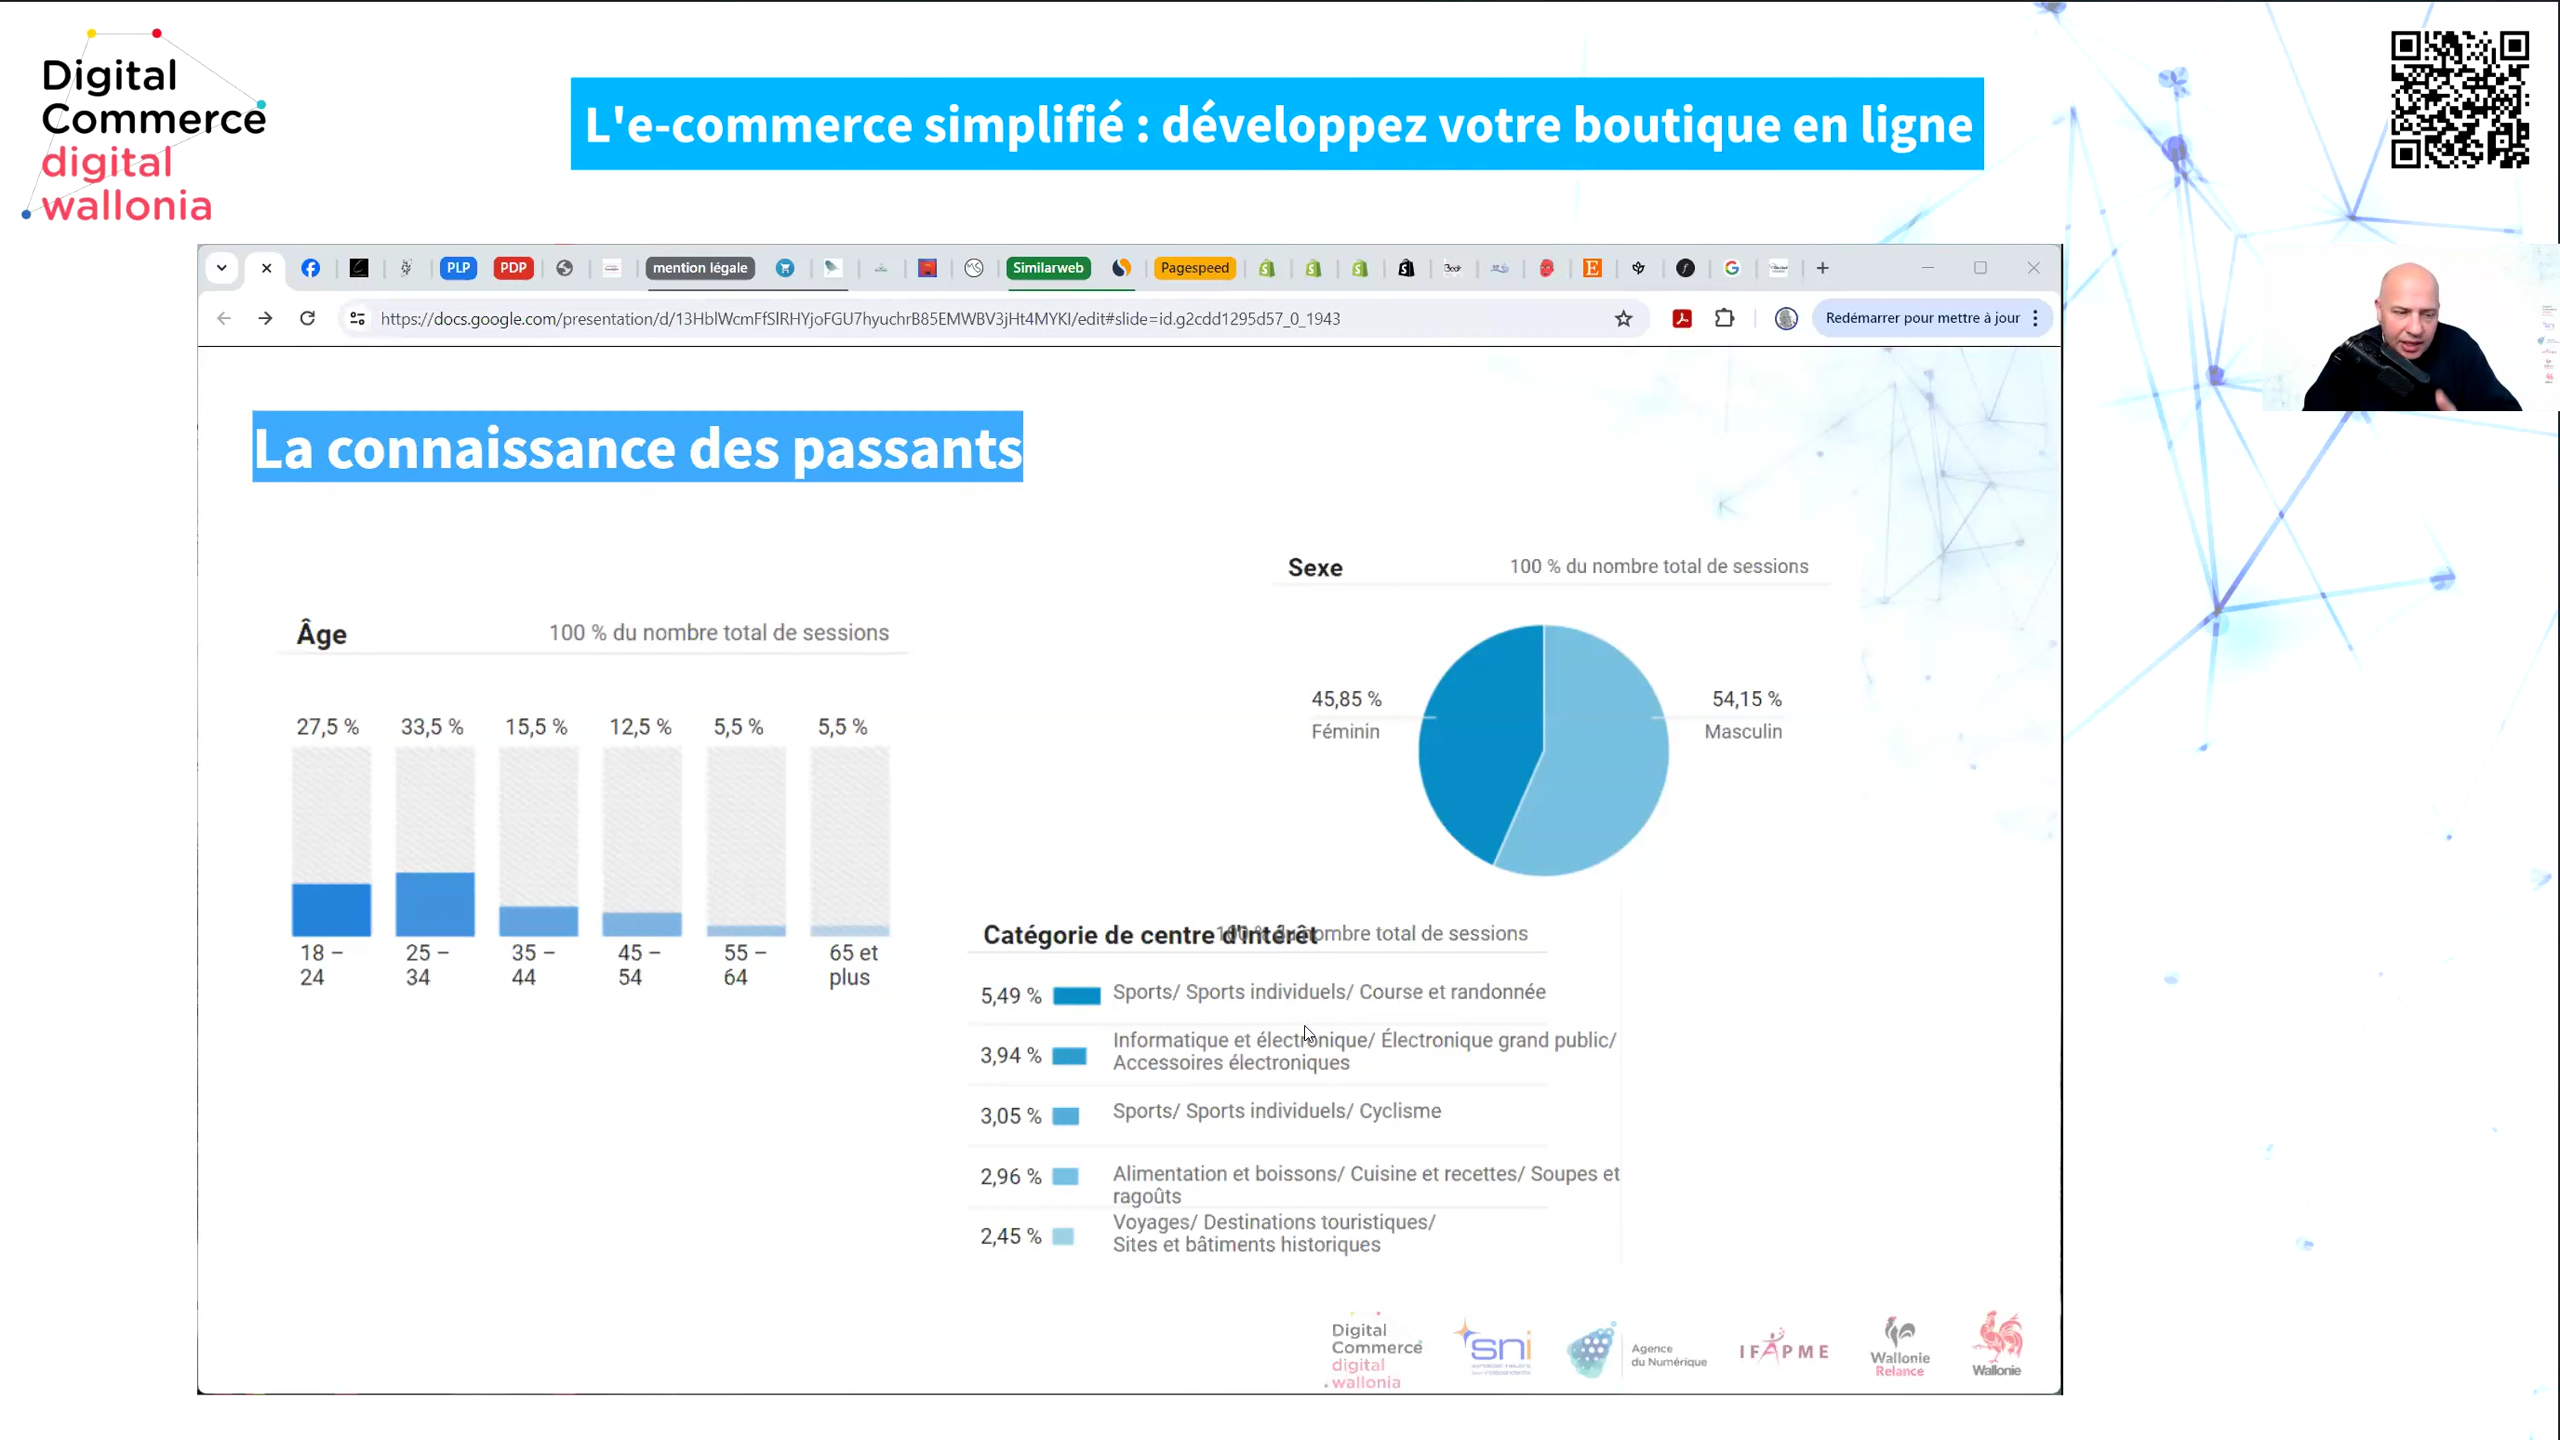 Digital
Commerce
digital
wallonia
L'e-commerce simplifié : développez votre boutique en ligne
PLP
PDP
mention légale
Similarweb
Pagespeed
https://docs.google.com/presentation/d/13HblWcmFfSlRHYjoFGU7hyuchrB85EMWBV3jHt4MYKI/edit#slide=id.g2cdd1295d57_0_1943
Redémarrer pour mettre à jour
La connaissance des passants
Sexe 100 % du nombre total de sessions
45,85 %
Féminin
54,15 %
Masculin
Âge 100 % du nombre total de sessions
27,5 % 33,5 % 15,5 % 12,5 % 5,5 % 5,5 %
18 – 25 – 35 – 45 – 55 – 65 et
24 34 44 54 64 plus
Catégorie de centre d'intérêt 100 % du nombre total de sessions
5,49 % Sports/ Sports individuels/ Course et randonnée
3,94 % Informatique et électronique/ Électronique grand public/
Accessoires électroniques
3,05 % Sports/ Sports individuels/ Cyclisme
2,96 % Alimentation et boissons/ Cuisine et recettes/ Soupes et
ragoûts
2,45 % Voyages/ Destinations touristiques/
Sites et bâtiments historiques
Digital
Commerce
digital
wallonia
sni
Agence
du Numérique
IFAPME
Wallonie
Relance
Wallonie